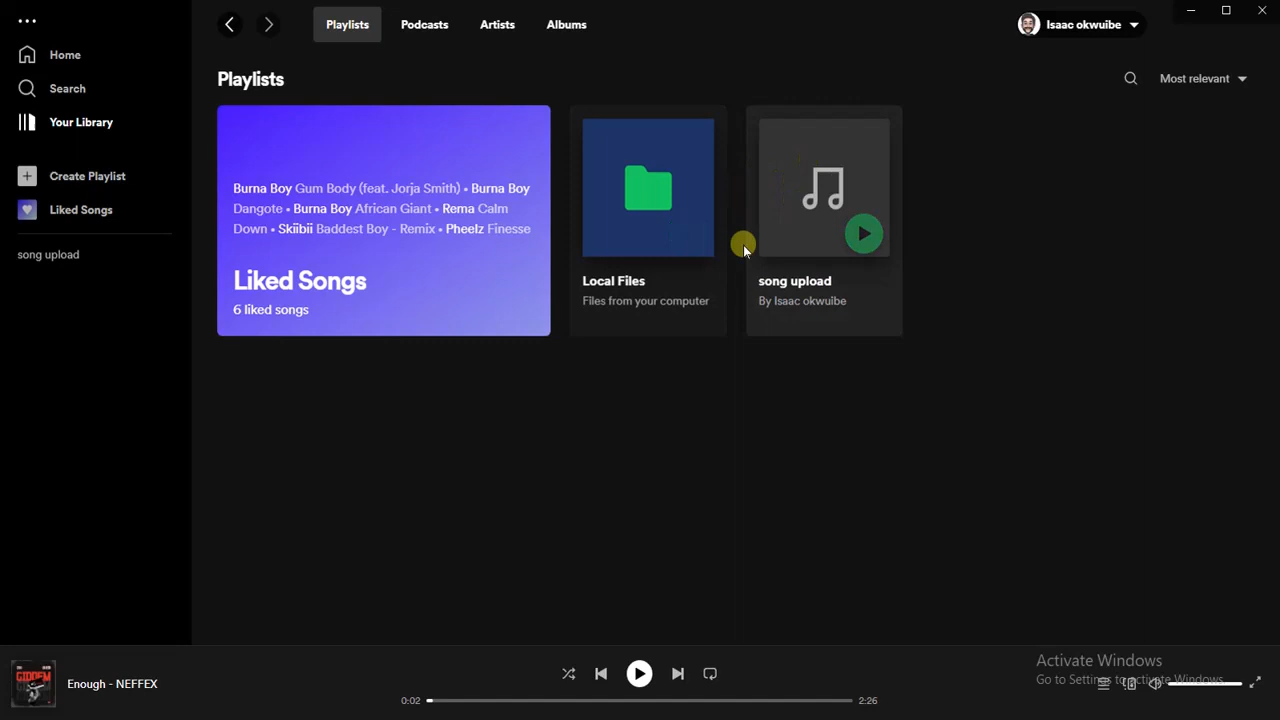 Playlists Podcasts Artists Albums
Isaac okwuibe
Home
Search
Your Library
Create Playlist
Liked Songs
song upload
Playlists
Most relevant
Burna Boy Gum Body (feat. Jorja Smith) • Burna Boy
Dangote • Burna Boy African Giant • Rema Calm
Down • Skiibii Baddest Boy - Remix • Pheelz Finesse
Liked Songs
6 liked songs
Local Files
Files from your computer
song upload
By Isaac okwuibe
Enough - NEFFEX
0:02
2:26
Activate Windows
Go to Settings to activate Windows.